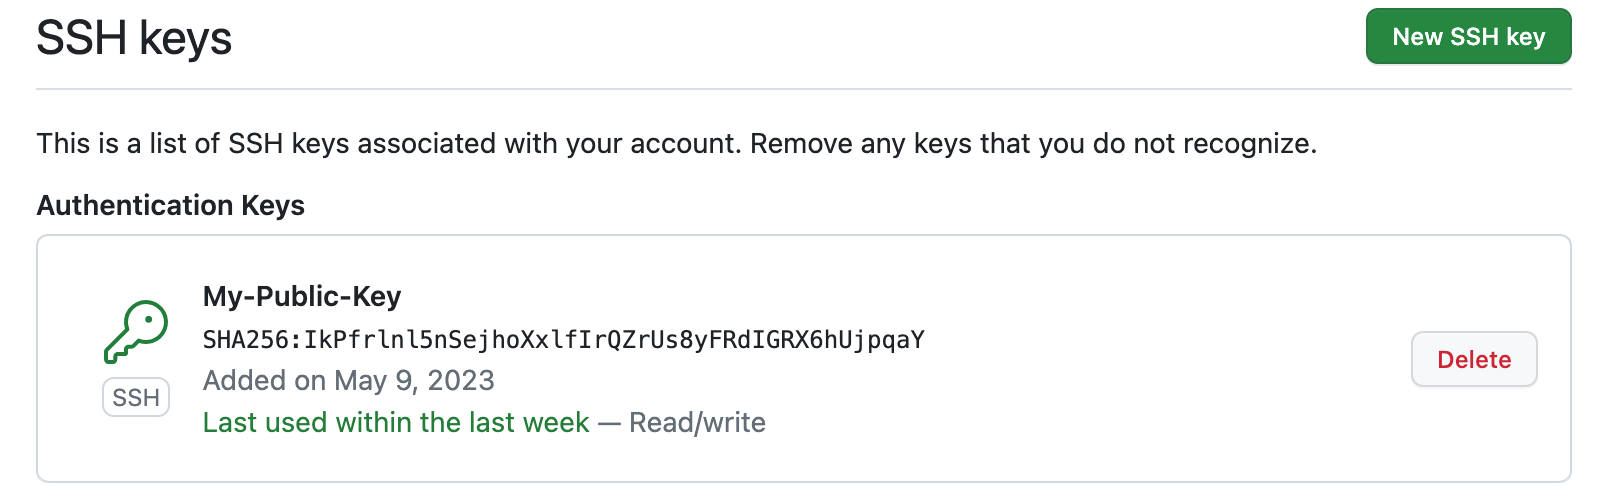 SSH keys
New SSH key
This is a list of SSH keys associated with your account. Remove any keys that you do not recognize.
Authentication Keys
My-Public-Key
SHA256:IkPfrlnl5nSejhoXxlfIrQZrUs8yFRdIGRX6hUjpqaY
Added on May 9, 2023
Last used within the last week — Read/write
SSH
Delete